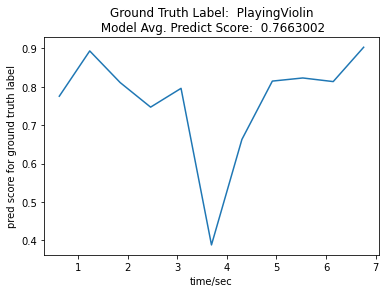 Ground Truth Label:  PlayingViolin
Model Avg. Predict Score:  0.7663002
pred score for ground truth label
0.9
0.8
0.7
0.6
0.5
0.4
1 2 3 4 5 6 7
time/sec